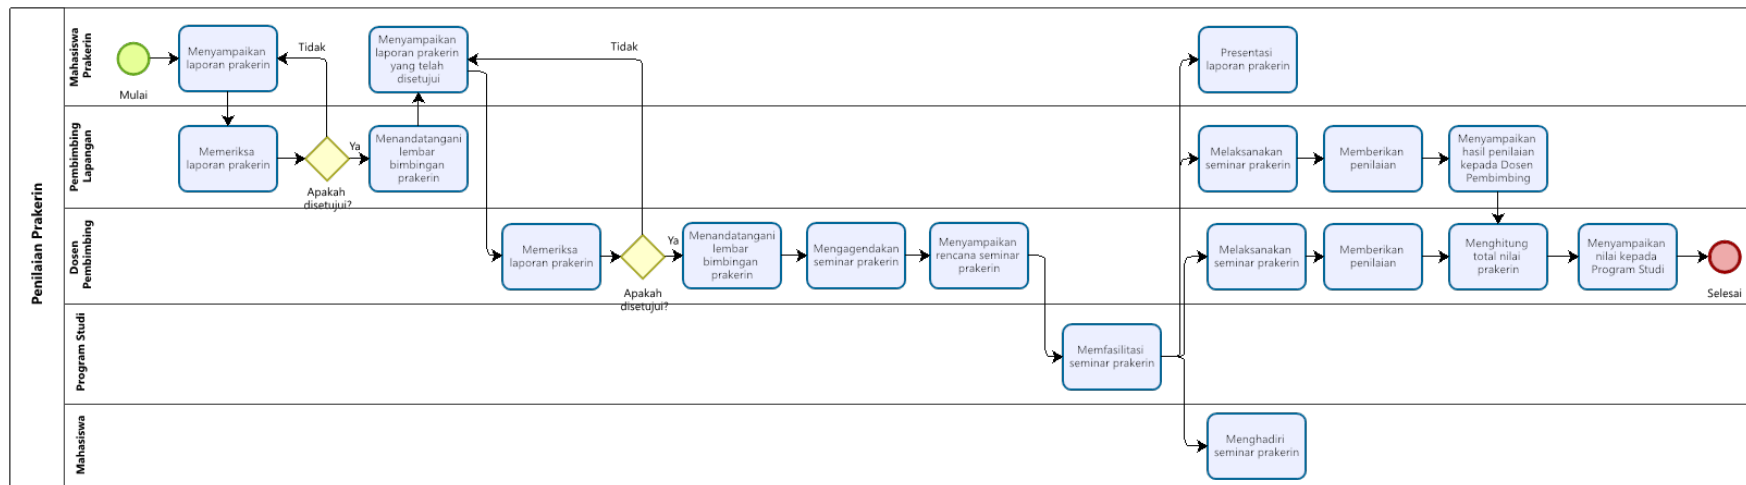 Penilaian Prakerin
Mahasiswa
Prakerin
Mulai
Menyampaikan
laporan prakerin
Tidak
Menyampaikan
laporan prakerin
yang telah
disetujui
Tidak
Presentasi
laporan prakerin
Pembimbing
Lapangan
Memeriksa
laporan prakerin
Apakah
disetujui?
Ya
Menandatangani
lembar
bimbingan
prakerin
Melaksanakan
seminar prakerin
Memberikan
penilaian
Menyampaikan
hasil penilaian
kepada Dosen
Pembimbing
Dosen
Pembimbing
Memeriksa
laporan prakerin
Apakah
disetujui?
Ya
Menandatangani
lembar
bimbingan
prakerin
Mengagendakan
seminar prakerin
Menyampaikan
rencana seminar
prakerin
Melaksanakan
seminar prakerin
Memberikan
penilaian
Menghitung
total nilai
prakerin
Menyampaikan
nilai kepada
Program Studi
Selesai
Program Studi
Memfasilitasi
seminar prakerin
Mahasiswa
Menghadiri
seminar prakerin